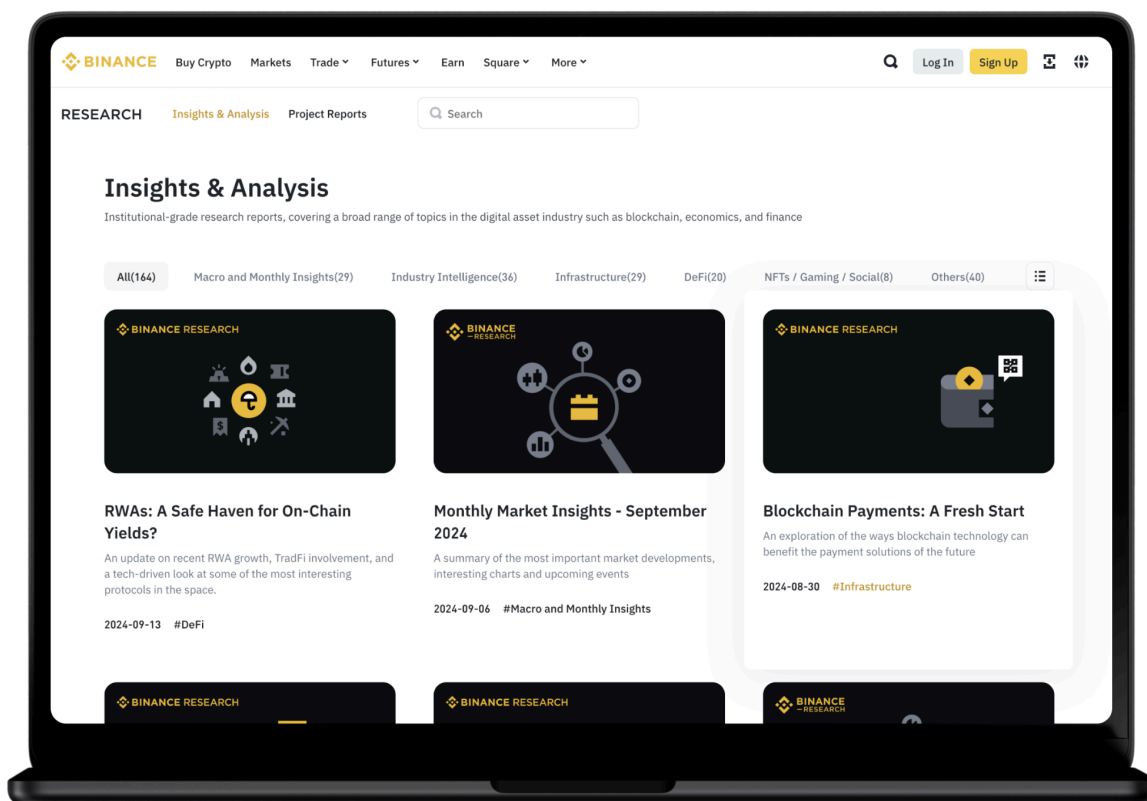 BINANCE Buy Crypto Markets Trade Futures Earn Square More Log In Sign Up
RESEARCH Insights & Analysis Project Reports Search
Insights & Analysis
Institutional-grade research reports, covering a broad range of topics in the digital asset industry such as blockchain, economics, and finance
All(164) Macro and Monthly Insights(29) Industry Intelligence(36) Infrastructure(29) DeFi(20) NFTs / Gaming / Social(8) Others(40)
BINANCE RESEARCH
$
RWAs: A Safe Haven for On-Chain
Yields?
An update on recent RWA growth, TradFi involvement, and
a tech-driven look at some of the most interesting
protocols in the space.
2024-09-13 #DeFi
BINANCE
RESEARCH
Monthly Market Insights - September
2024
A summary of the most important market developments,
interesting charts and upcoming events
2024-09-06 #Macro and Monthly Insights
BINANCE RESEARCH
Blockchain Payments: A Fresh Start
An exploration of the ways blockchain technology can
benefit the payment solutions of the future
2024-08-30 #Infrastructure
BINANCE RESEARCH
BINANCE RESEARCH
BINANCE
RESEARCH